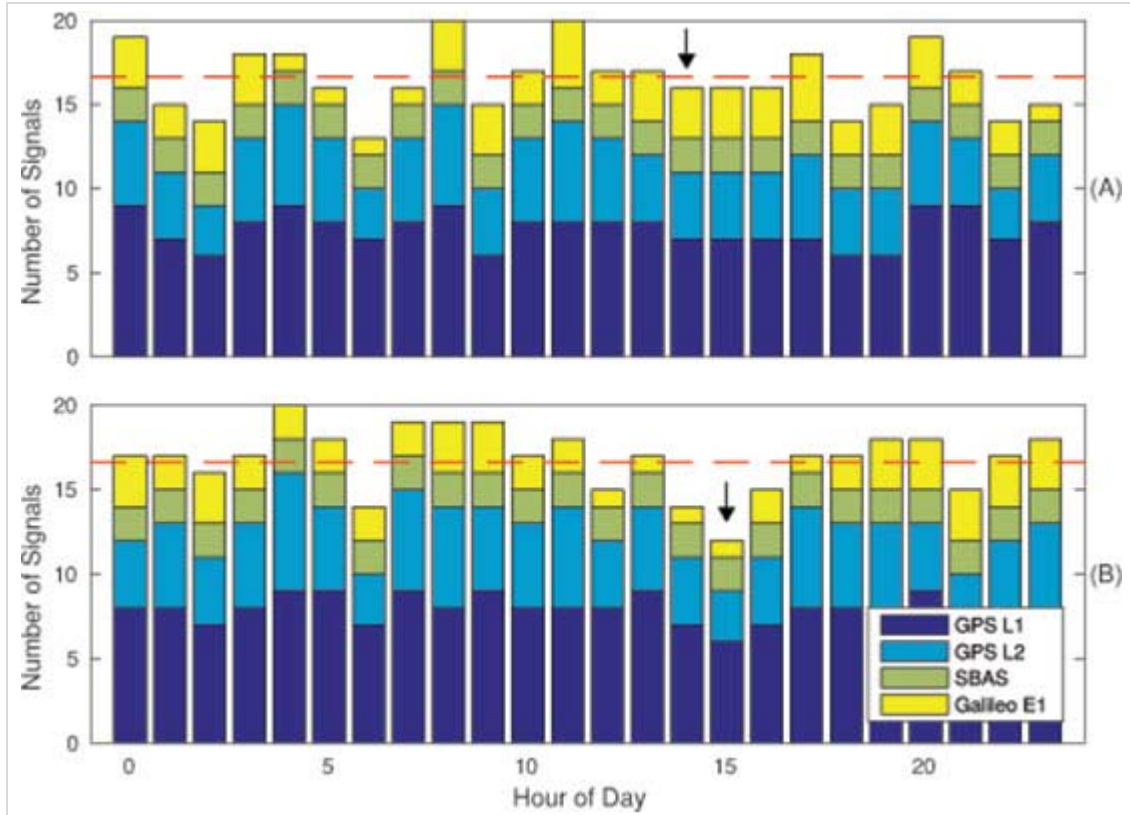 20
15
10
5
0
Number of Signals
(A)
20
15
10
5
0
Number of Signals
(B)
GPS L1
GPS L2
SBAS
Galileo E1
0 5 10 15 20
Hour of Day